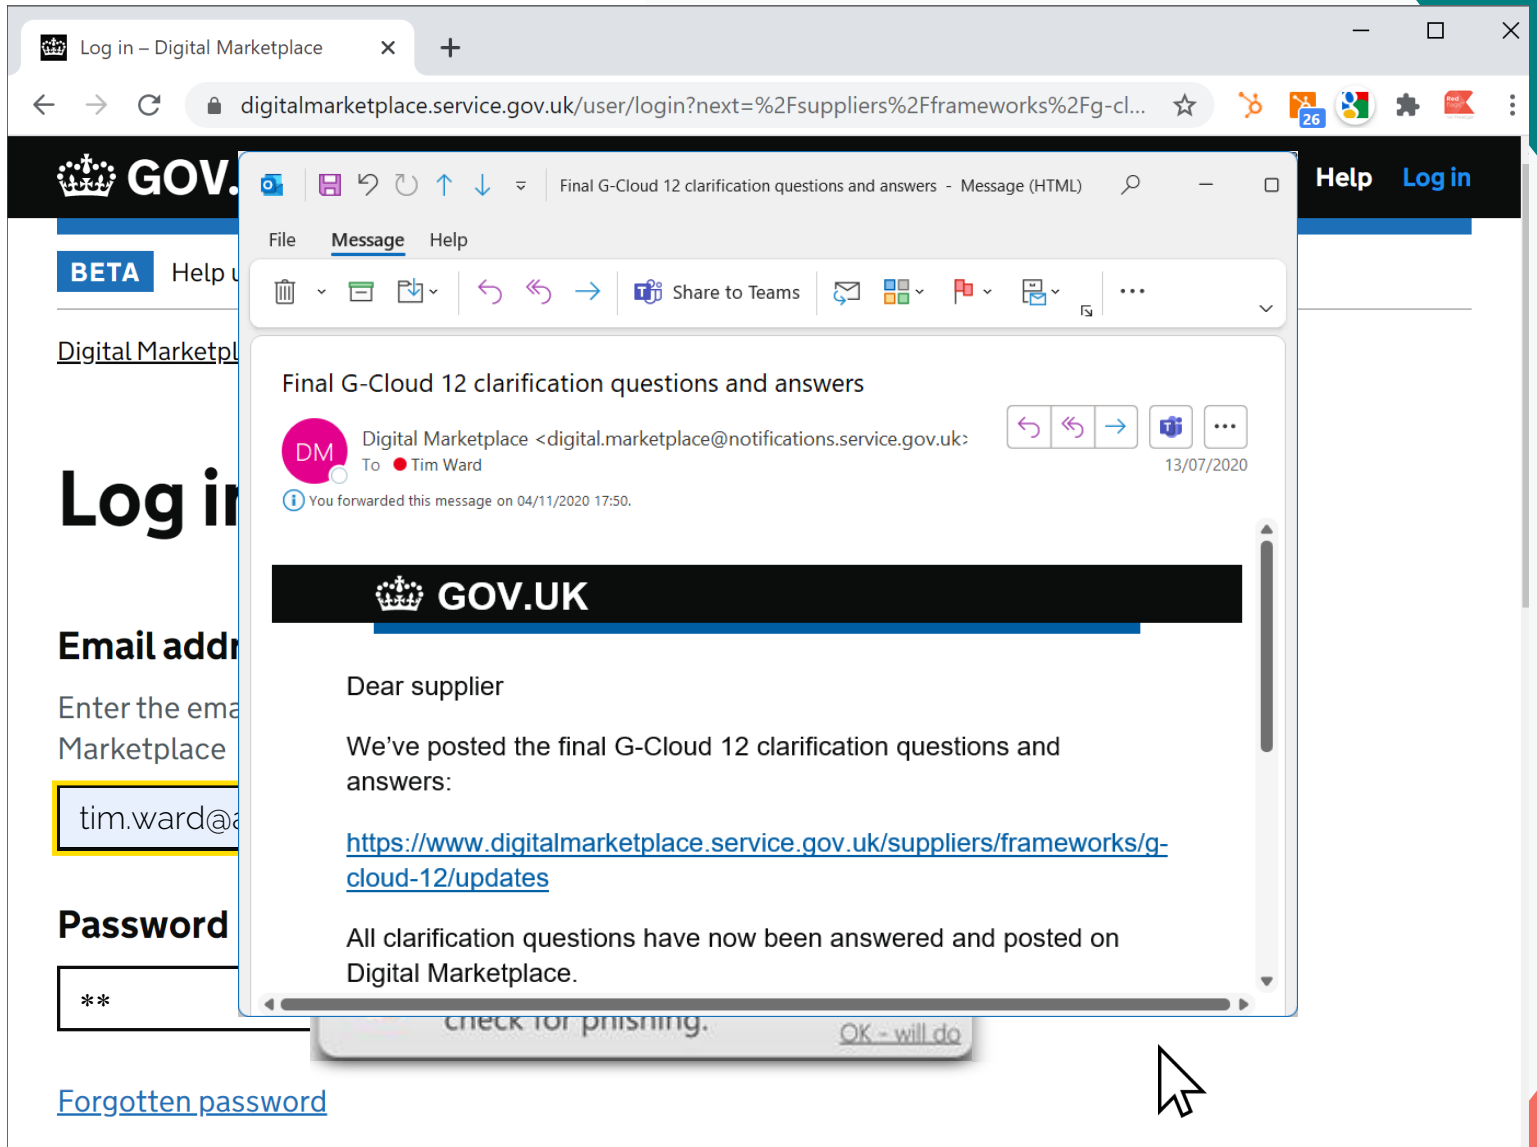 Log in – Digital Marketplace
digitalmarketplace.service.gov.uk/user/login?next=%2Fsuppliers%2Fframeworks%2Fg-cl...
26
GOV.
Help
Log in
BETA
Help
Digital Marketpl
Log in
Email addr
Enter the ema
Marketplace
tim.ward@a
Password
**
Forgotten password
Final G-Cloud 12 clarification questions and answers - Message (HTML)
File
Message
Help
Share to Teams
Final G-Cloud 12 clarification questions and answers
DM
Digital Marketplace <digital.marketplace@notifications.service.gov.uk>
To Tim Ward
13/07/2020
You forwarded this message on 04/11/2020 17:50.
GOV.UK
Dear supplier
We’ve posted the final G-Cloud 12 clarification questions and
answers:
https://www.digitalmarketplace.service.gov.uk/suppliers/frameworks/g-
cloud-12/updates
All clarification questions have now been answered and posted on
Digital Marketplace.
check for phishing.
OK - will do